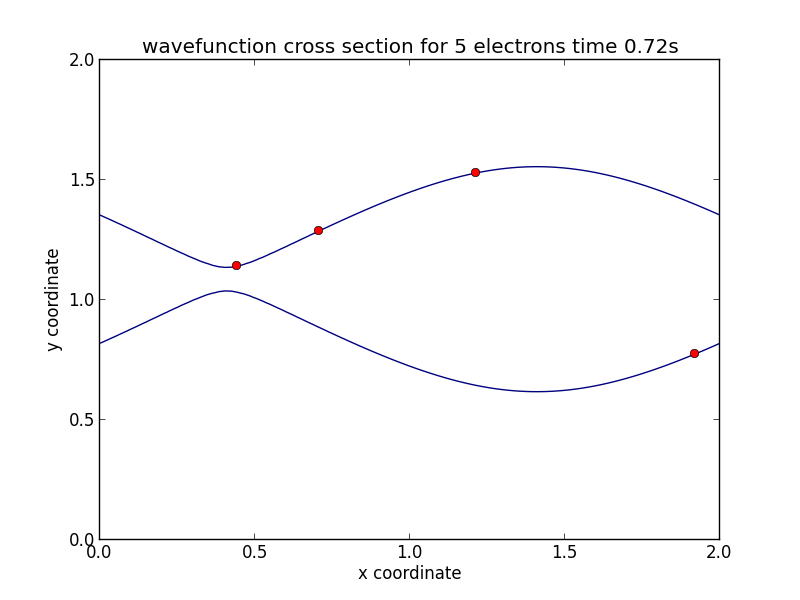 wavefunction cross section for 5 electrons time 0.72s
2.0
1.5
1.0
0.5
0.0
y coordinate
0.0 0.5 1.0 1.5 2.0
x coordinate